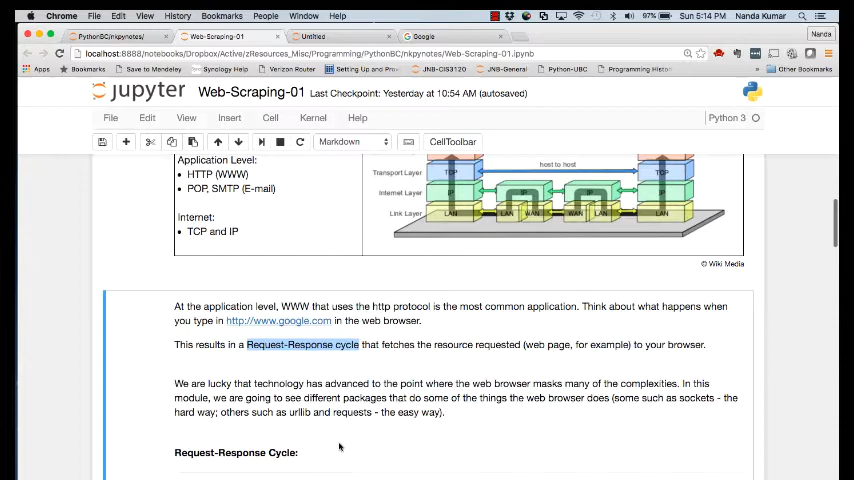 Chrome File Edit View History Bookmarks People Window Help 97% Sun 5:14 PM Nanda Kumar
PythonBC/nkpynotes/ Web-Scraping-01 Untitled Google Nanda
localhost:8888/notebooks/Dropbox/Active/zResources_Misc/Programming/PythonBC/nkpynotes/Web-Scraping-01.ipynb
Apps Bookmarks Save to Mendeley Synology Help Verizon Router Setting Up and Pro JNB-CIS3120 JNB-General Python-UBC Programming Histor Other Bookmarks
jupyter Web-Scraping-01 Last Checkpoint: Yesterday at 10:54 AM (autosaved)
File Edit View Insert Cell Kernel Help Python 3
Markdown CellToolbar
Application Level:
• HTTP (WWW)
• POP, SMTP (E-mail)
Internet:
• TCP and IP
host to host
Transport Layer TCP TCP
Internet Layer IP IP IP IP
Link Layer LAN LAN WAN WAN LAN LAN
© Wiki Media
At the application level, WWW that uses the http protocol is the most common application. Think about what happens when
you type in http://www.google.com in the web browser.
This results in a Request-Response cycle that fetches the resource requested (web page, for example) to your browser.
We are lucky that technology has advanced to the point where the web browser masks many of the complexities. In this
module, we are going to see different packages that do some of the things the web browser does (some such as sockets - the
hard way; others such as urllib and requests - the easy way).
Request-Response Cycle: